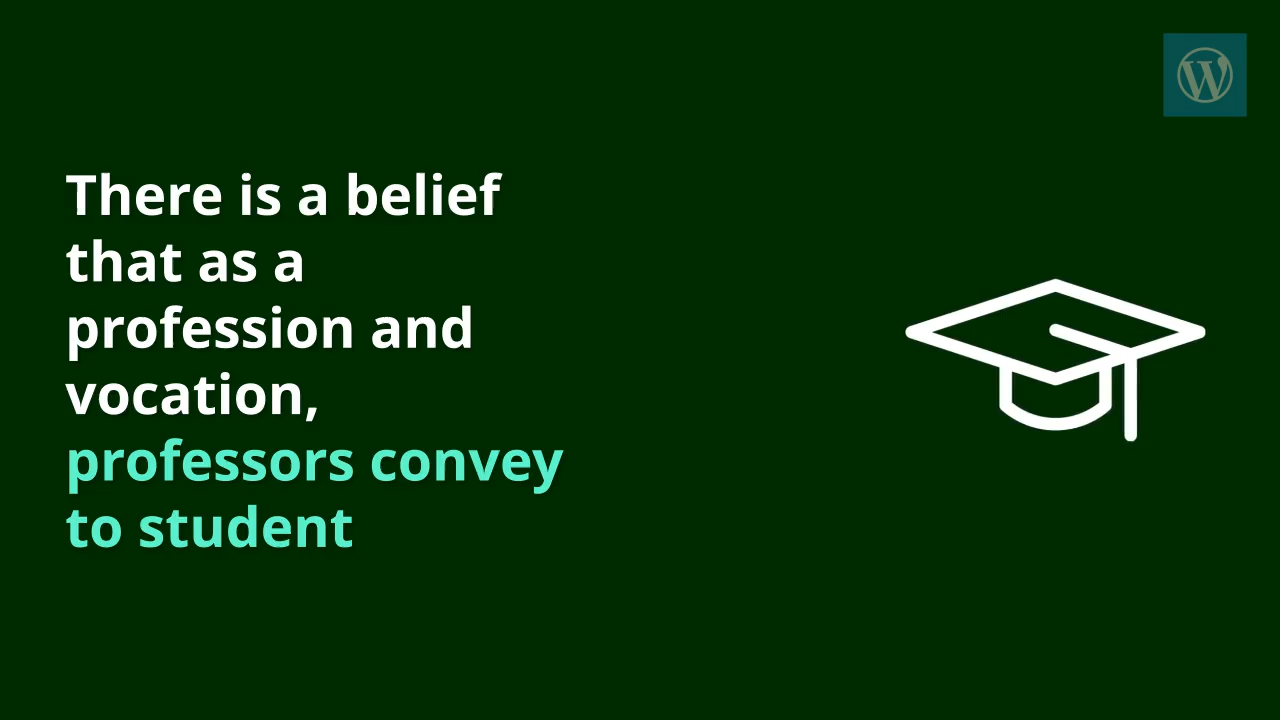 There is a belief
that as a
profession and
vocation,
professors convey
to student